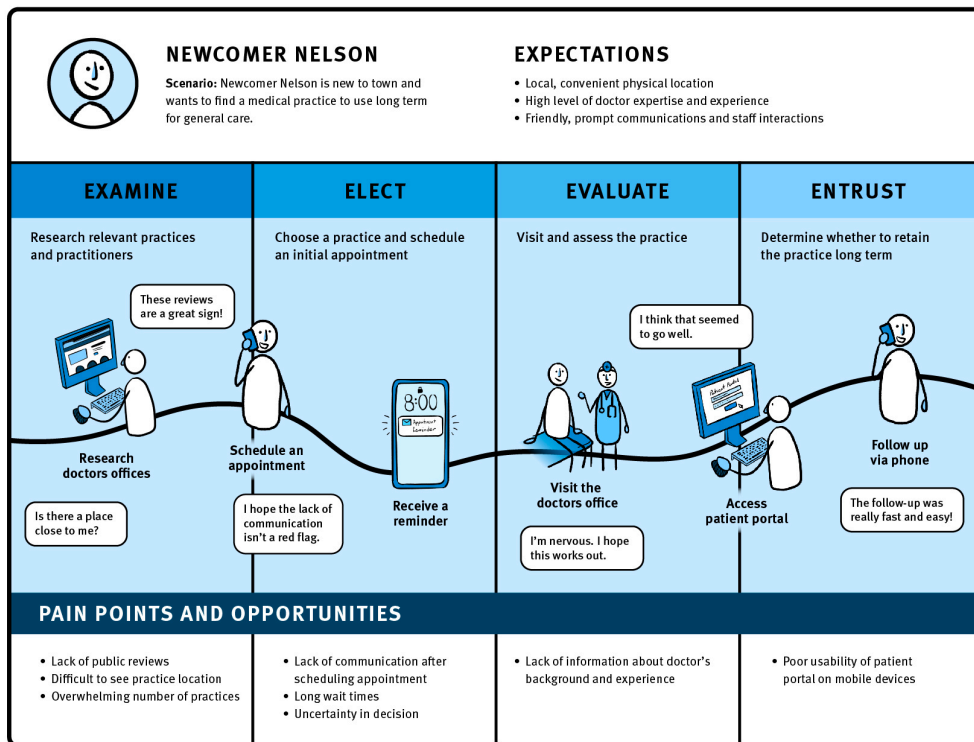 NEWCOMER NELSON
Scenario: Newcomer Nelson is new to town and
wants to find a medical practice to use long term
for general care.
EXPECTATIONS
• Local, convenient physical location
• High level of doctor expertise and experience
• Friendly, prompt communications and staff interactions
EXAMINE
Research relevant practices
and practitioners
These reviews
are a great sign!
Research
doctors offices
Is there a place
close to me?
ELECT
Choose a practice and schedule
an initial appointment
Schedule an
appointment
I hope the lack of
communication
isn't a red flag.
8:00
Appointment
Reminder
Receive a
reminder
EVALUATE
Visit and assess the practice
Visit the
doctors office
I'm nervous. I hope
this works out.
I think that seemed
to go well.
Patient Portal
Access
patient portal
ENTRUST
Determine whether to retain
the practice long term
Follow up
via phone
The follow-up was
really fast and easy!
PAIN POINTS AND OPPORTUNITIES
• Lack of public reviews
• Difficult to see practice location
• Overwhelming number of practices
• Lack of communication after
scheduling appointment
• Long wait times
• Uncertainty in decision
• Lack of information about doctor's
background and experience
• Poor usability of patient
portal on mobile devices